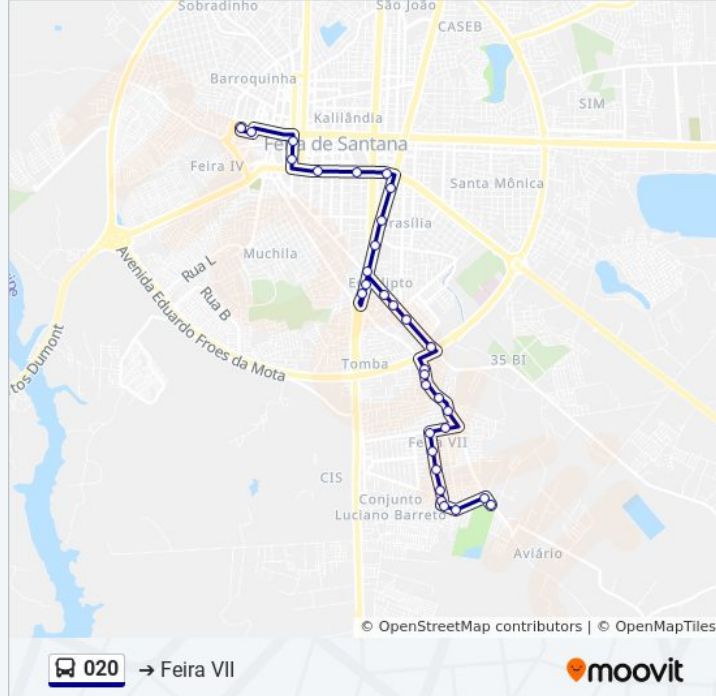 Sobradinho
São João
CASEB
Barroquinha
SIM
Kalilândia
Feira de Santana
Feira IV
Santa Mônica
Brasília
Muchila
Rua L
Rua B
Avenida Eduardo Froes da Mota
Tomba
35 BI
Feira VII
CIS
Conjunto
Luciano Barreto
Aviário
© OpenStreetMap contributors | © OpenMapTiles
020 → Feira VII
moovit